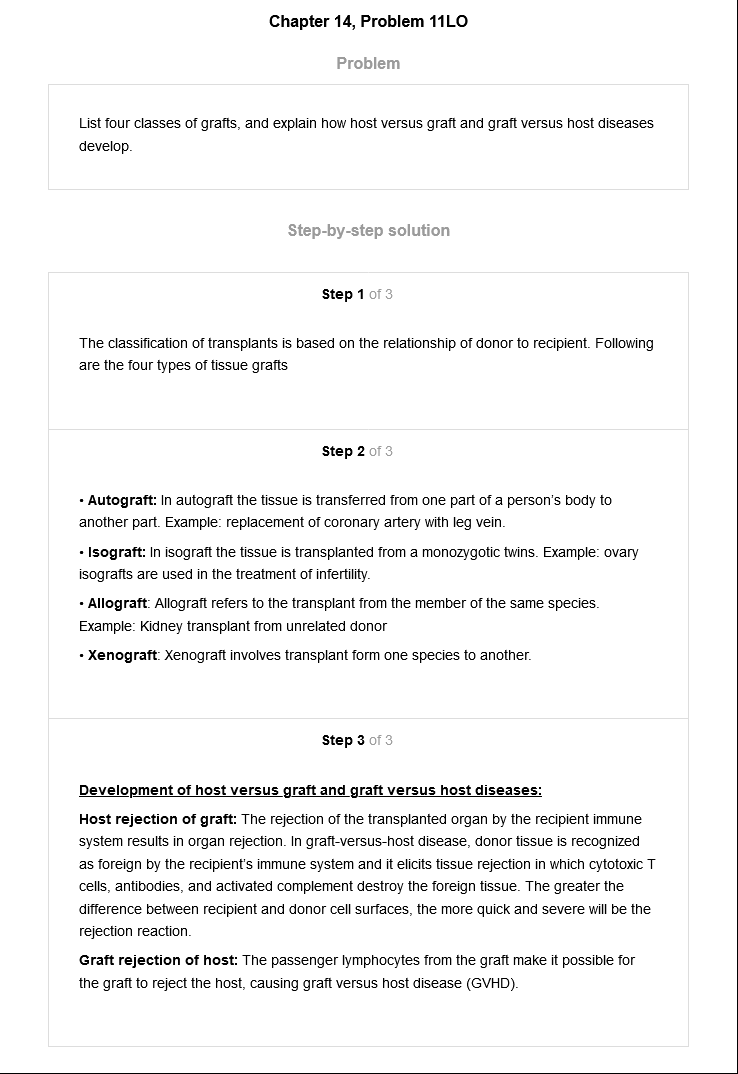 Chapter 14, Problem 11LO
Problem
List four classes of grafts, and explain how host versus graft and graft versus host diseases
develop.
Step-by-step solution
Step 1 of 3
The classification of transplants is based on the relationship of donor to recipient. Following
are the four types of tissue grafts
Step 2 of 3
• Autograft: In autograft the tissue is transferred from one part of a person's body to
another part. Example: replacement of coronary artery with leg vein.
• Isograft: In isograft the tissue is transplanted from a monozygotic twins. Example: ovary
isografts are used in the treatment of infertility.
• Allograft: Allograft refers to the transplant from the member of the same species.
Example: Kidney transplant from unrelated donor
• Xenograft: Xenograft involves transplant form one species to another.
Step 3 of 3
Development of host versus graft and graft versus host diseases:
Host rejection of graft: The rejection of the transplanted organ by the recipient immune
system results in organ rejection. In graft-versus-host disease, donor tissue is recognized
as foreign by the recipient's immune system and it elicits tissue rejection in which cytotoxic T
cells, antibodies, and activated complement destroy the foreign tissue. The greater the
difference between recipient and donor cell surfaces, the more quick and severe will be the
rejection reaction.
Graft rejection of host: The passenger lymphocytes from the graft make it possible for
the graft to reject the host, causing graft versus host disease (GVHD).